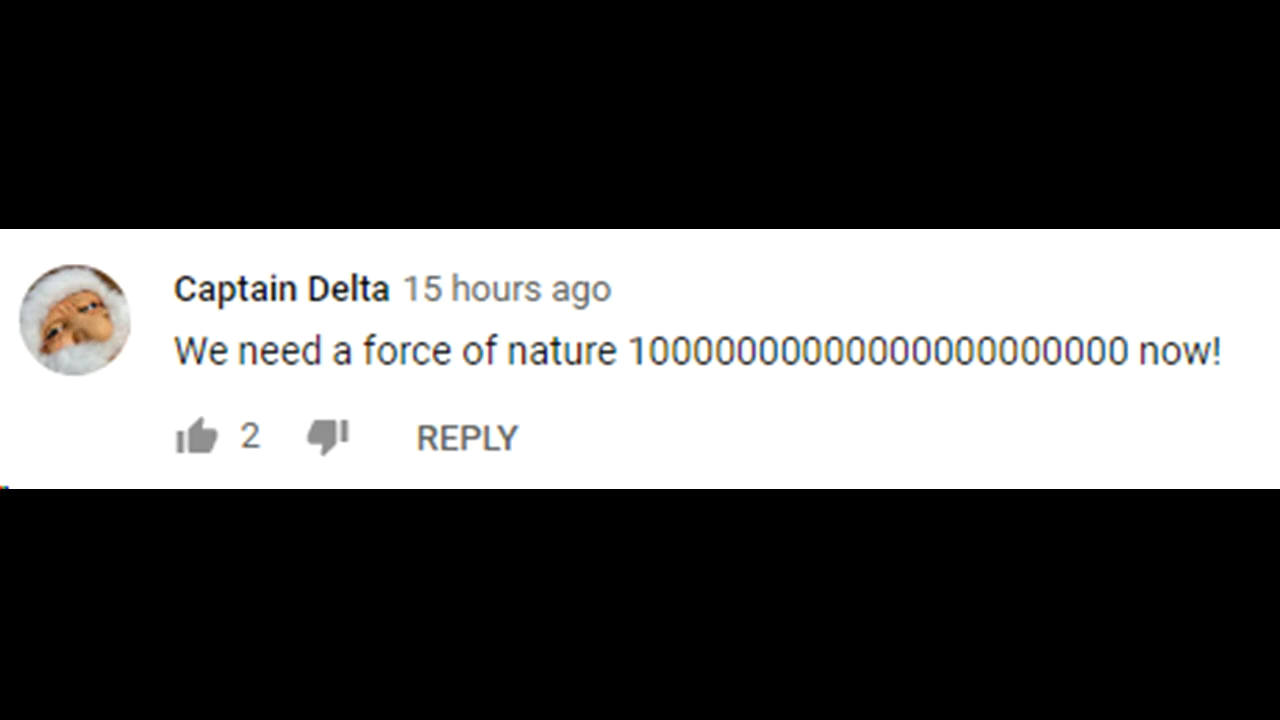 Captain Delta 15 hours ago
We need a force of nature 10000000000000000000000 now!
2 REPLY